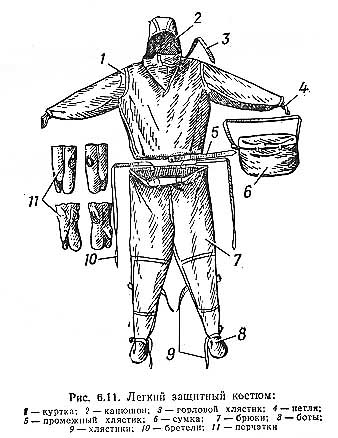 2
3
1
4
5
6
11
10
7
8
9
Рис. 6.11. Легкий защитный костюм:
1 — куртка; 2 — капюшон; 3 — горловой хлястик; 4 — петли;
5 — промежный хлястик; 6 — сумка; 7 — брюки; 8 — боты;
9 — хлястики; 10 — бретели; 11 — перчатки